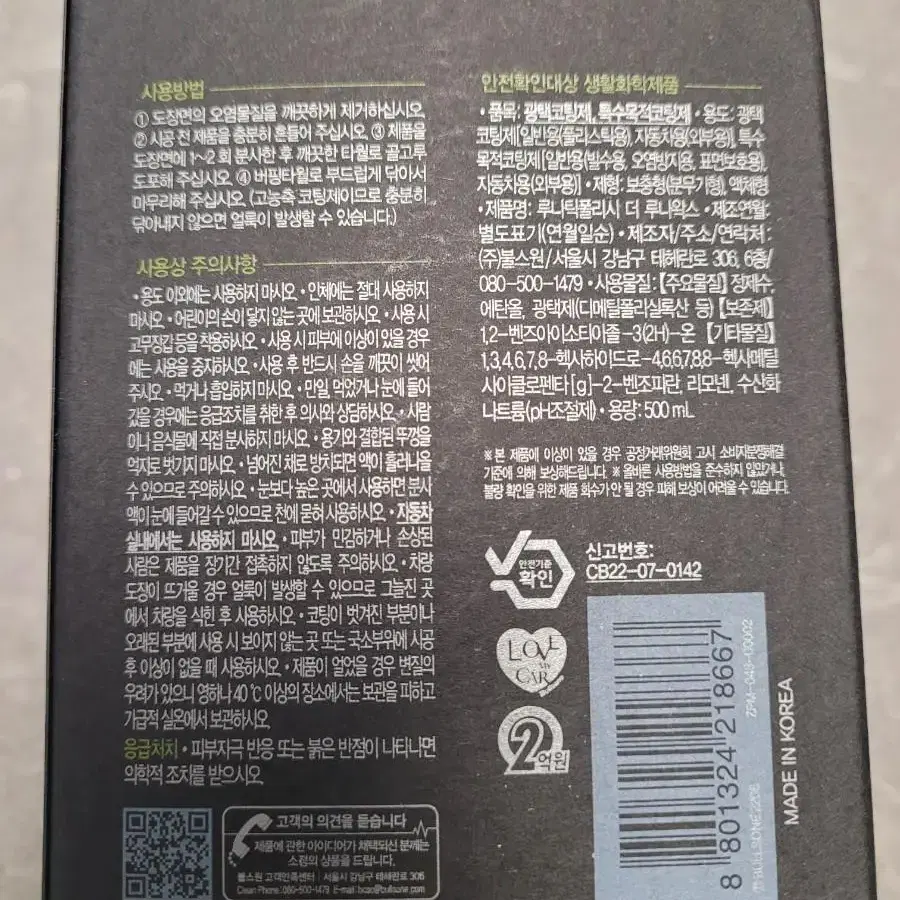 사용방법
① 도장면의 오염물질을 깨끗하게 제거하십시오
② 시공 전 제품을 충분히 흔들어 주십시오. ③ 제품을
도장면에 1~2 회 분사한 후 깨끗한 타월로 골고루
도포해 주십시오. ④ 버핑타월로 부드럽게 닦아서
마무리해 주십시오. (고농축 코팅제이므로 충분히
닦아내지 않으면 얼룩이 발생할 수 있습니다.)
사용상 주의사항
• 용도 이외에는 사용하지 마시오 • 인체에는 절대 사용하지
마시오 • 어린이의 손이 닿지 않는 곳에 보관하시오 • 사용 시
고무장갑 등을 착용하시오 • 사용 시 피부에 이상이 있을 경우
에는 사용을 중지하시오 • 사용 후 반드시 손을 깨끗이 씻어
주시오 • 먹거나 흡입하지 마시오 • 만일, 먹었거나 눈에 들어
갔을 경우에는 응급조치를 취한 후 의사와 상담하시오 • 사람
이나 음식물에 직접 분사하지 마시오 • 용기와 결합된 뚜껑을
억지로 벗기지 마시오 • 넘어진 채로 방치되면 액이 흘러나올
수 있으므로 주의하시오 • 눈보다 높은 곳에서 사용하면 분사
액이 눈에 들어갈 수 있으므로 천에 묻혀 사용하시오 • 자동차
실내에서는 사용하지 마시오 • 피부가 민감하거나 손상된
사람은 제품을 장기간 접촉하지 않도록 주의하시오 • 차량
도장이 뜨거울 경우 얼룩이 발생할 수 있으므로 그늘진 곳
에서 차량을 식힌 후 사용하시오 • 코팅이 벗겨진 부분이나
오래된 부분에 사용 시 보이지 않는 곳 또는 국소부위에 시공
후 이상이 없을 때 사용하시오 • 제품이 얼었을 경우 변질의
우려가 있으니 영하나 40℃ 이상의 장소에서는 보관을 피하고
가급적 실온에서 보관하시오
응급처치 • 피부자극 반응 또는 붉은 반점이 나타나면
의학적 조치를 받으시오
고객의 의견을 듣습니다
제품에 관한 아이디어가 채택되신 분께는
소정의 상품을 드립니다.
불스원 고객만족센터 | 서울시 강남구 테헤란로 306
Clean Phone : 080-500-1479 E-mail : bcac@bullsone.com
안전확인대상 생활화학제품
• 품목: 광택코팅제, 특수목적코팅제 • 용도: 광택
코팅제[일반용(플라스틱용), 자동차용(외부용)], 특수
목적코팅제[일반용(발수용, 오염방지용, 표면보호용),
자동차용(외부용)] • 제형: 보충형(분무기형), 액체형
• 제품명: 루나틱폴리시 더 루나왁스 • 제조연월:
별도표기(연월일순) • 제조자/주소/연락처 :
(주)불스원/서울시 강남구 테헤란로 306, 6층/
080-500-1479 • 사용물질: [주요물질] 정제수,
에탄올, 광택제(디메틸폴리실록산 등) [보존제]
1,2-벤즈아이소티아졸-3(2H)-온 [기타물질]
1,3,4,6,7,8-헥사하이드로-4,6,6,7,8,8-헥사메틸
사이클로펜타[g]-2-벤조피란, 리모넨, 수산화
나트륨(pH조절제) • 용량: 500 mL
※ 본 제품에 이상이 있을 경우 공정거래위원회 고시 소비자분쟁해결
기준에 의해 보상해드립니다. ※ 올바른 사용방법을 준수하지 않았거나,
불량 확인을 위한 제품 회수가 안 될 경우 피해 보상이 어려울 수 있습니다.
안전기준
확인
신고번호:
CB22-07-0142
LOVE
MY
CAR
2억원
8 801324 218667
MADE IN KOREA